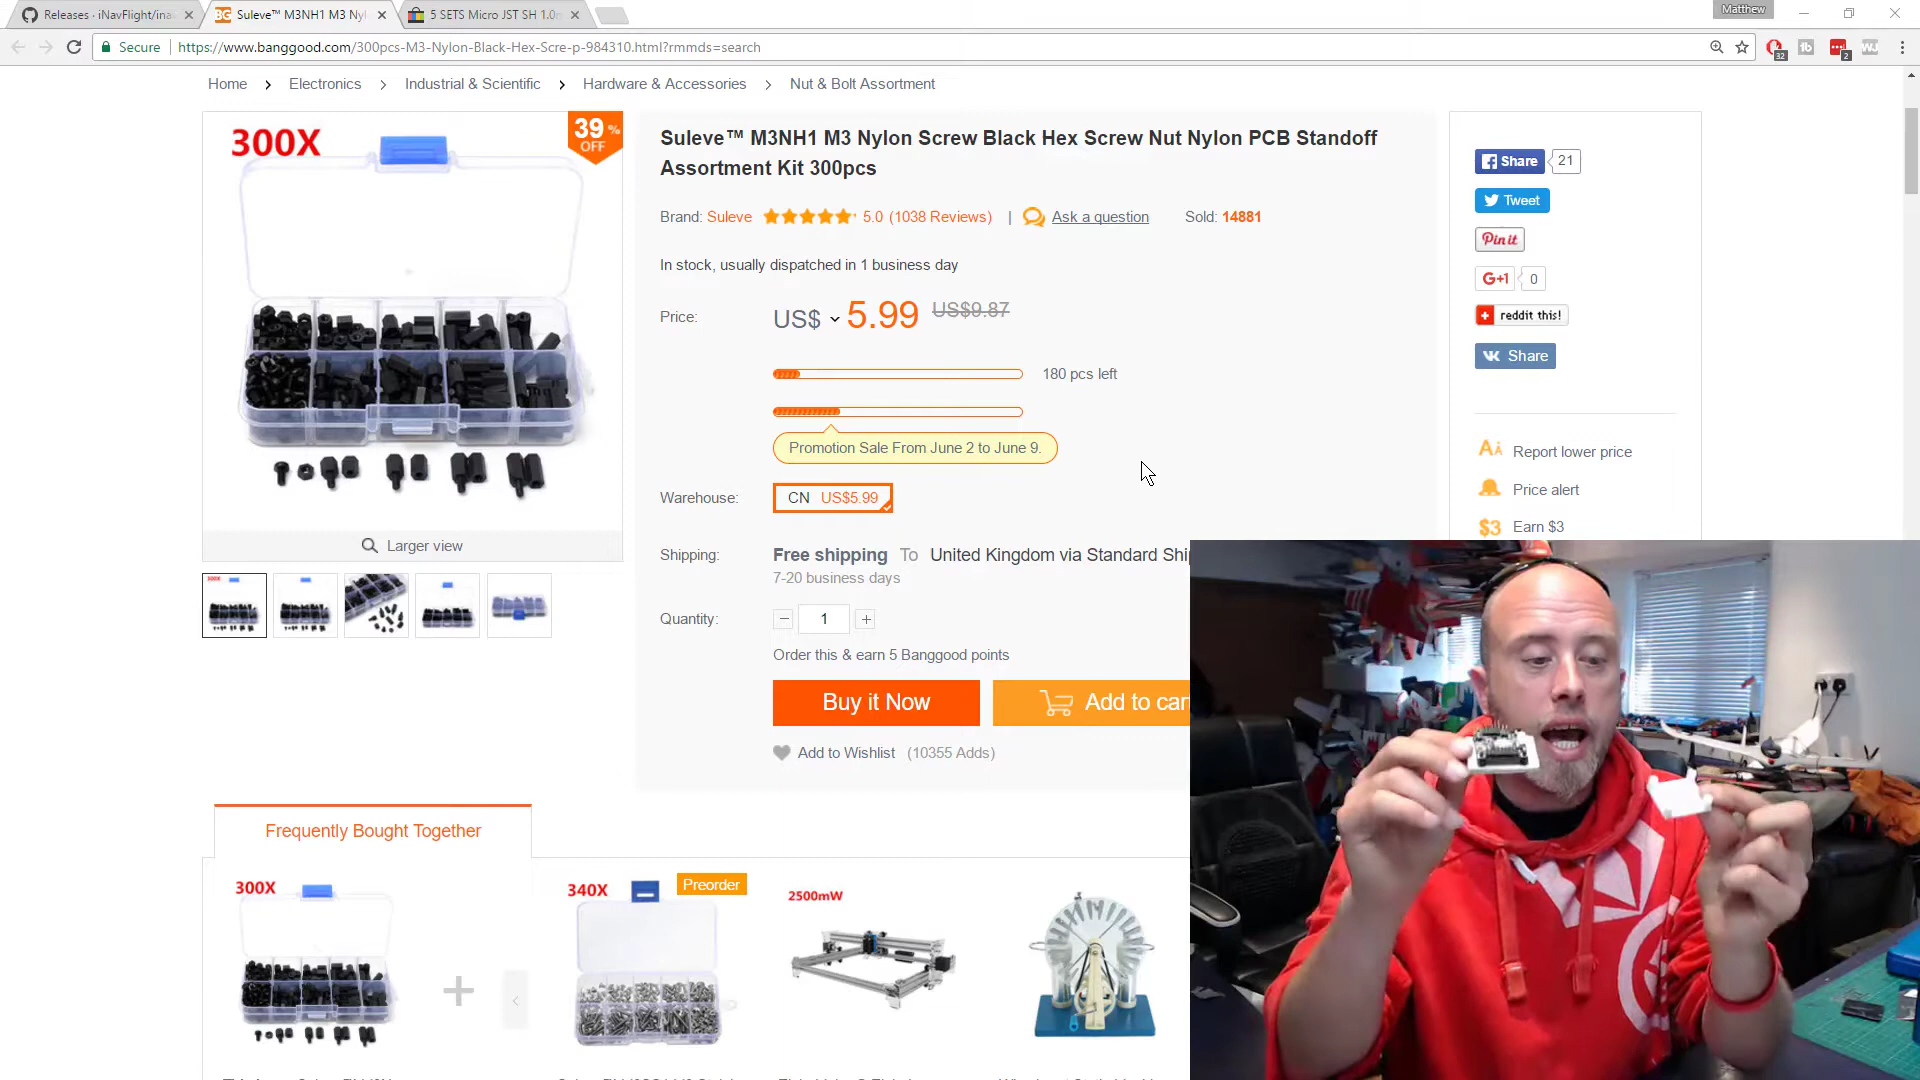 Releases · iNavFlight/ina
Suleve™ M3NH1 M3 Nyl
5 SETS Micro JST SH 1.0
Matthew
Secure
https://www.banggood.com/300pcs-M3-Nylon-Black-Hex-Scre-p-984310.html?rmmds=search
Home > Electronics > Industrial & Scientific > Hardware & Accessories > Nut & Bolt Assortment
300X
39 % OFF
Suleve™ M3NH1 M3 Nylon Screw Black Hex Screw Nut Nylon PCB Standoff
Assortment Kit 300pcs
Brand: Suleve 5.0 (1038 Reviews) | Ask a question Sold: 14881
In stock, usually dispatched in 1 business day
Price: US$ 5.99 US$9.87
180 pcs left
Promotion Sale From June 2 to June 9.
Warehouse: CN US$5.99
Shipping: Free shipping To United Kingdom via Standard Shi
7-20 business days
Quantity: − 1 +
Order this & earn 5 Banggood points
Buy it Now
Add to car
Add to Wishlist (10355 Adds)
Larger view
Share 21
Tweet
Pin it
G+1 0
reddit this!
Share
Report lower price
Price alert
$3 Earn $3
Frequently Bought Together
300X
340X
Preorder
2500mW